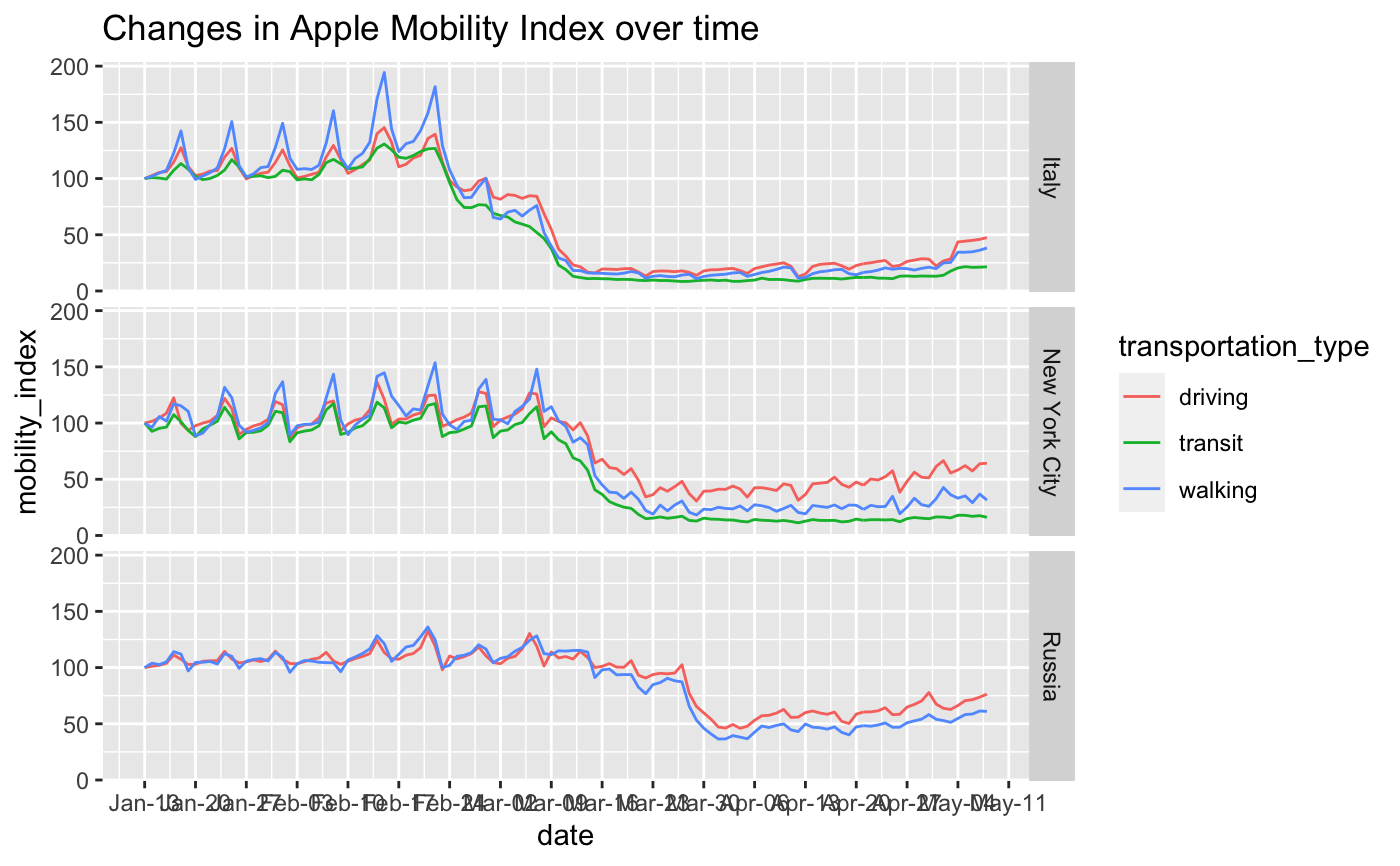 Changes in Apple Mobility Index over time
200
150
100
50
0
Italy
200
150
100
50
0
New York City
200
150
100
50
0
Russia
mobility_index
Jan-13 Jan-20 Jan-27 Feb-03 Feb-10 Feb-17 Feb-24 Mar-02 Mar-09 Mar-16 Mar-23 Mar-30 Apr-06 Apr-13 Apr-20 Apr-27 May-04 May-11
date
transportation_type
driving
transit
walking